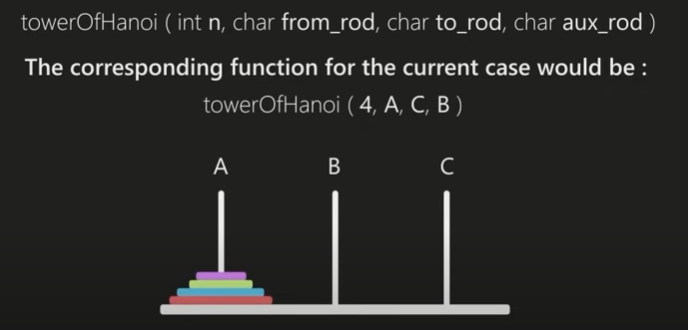 towerOfHanoi ( int n, char from_rod, char to_rod, char aux_rod )
The corresponding function for the current case would be :
towerOfHanoi ( 4, A, C, B )
A B C